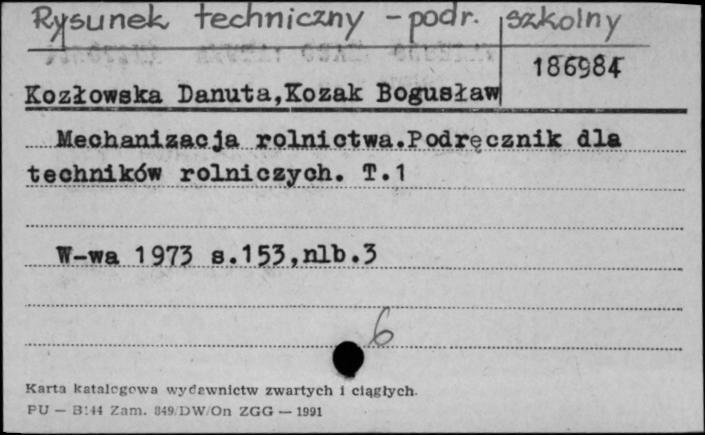 Rysunek techniczny - podr. szkolny
186984
Kozłowska Danuta,Kozak Bogusław
Mechanizacja rolnictwa.Podręcznik dla
techników rolniczych. T.1
W-wa 1973 s.153,nlb.3
6
Karta katalogowa wydawnictw zwartych i ciągłych.
PU — B144 Zam. 849/DW/On ZGG — 1991